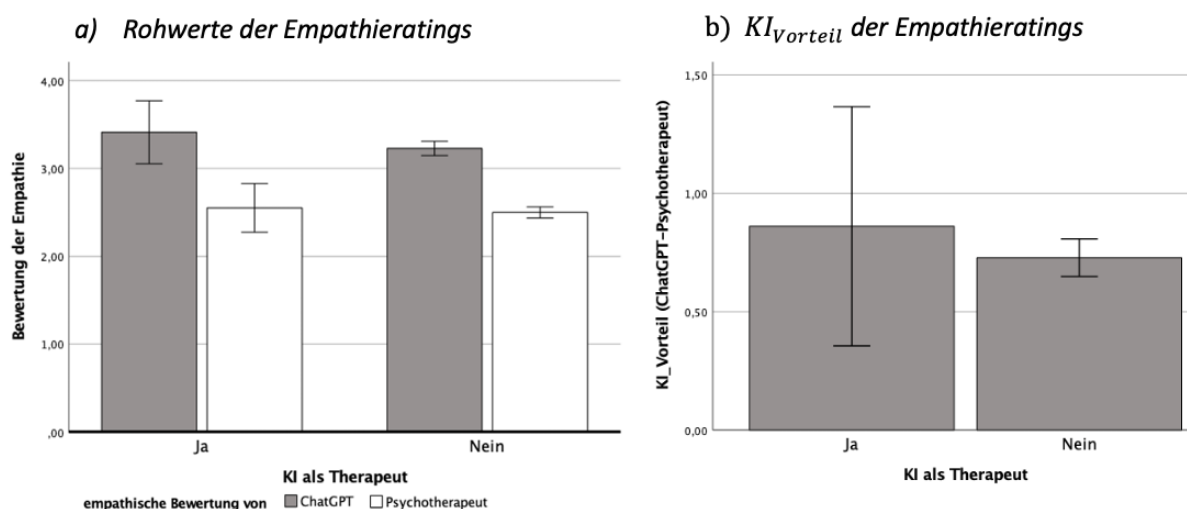 a) Rohwerte der Empathieratings
4,00
3,00
2,00
1,00
,00
Bewertung der Empathie
Ja
Nein
KI als Therapeut
empathische Bewertung von ChatGPT Psychotherapeut
b) KI_Vorteil der Empathieratings
1,50
1,00
0,50
0,00
KI_Vorteil (ChatGPT-Psychotherapeut)
Ja
Nein
KI als Therapeut